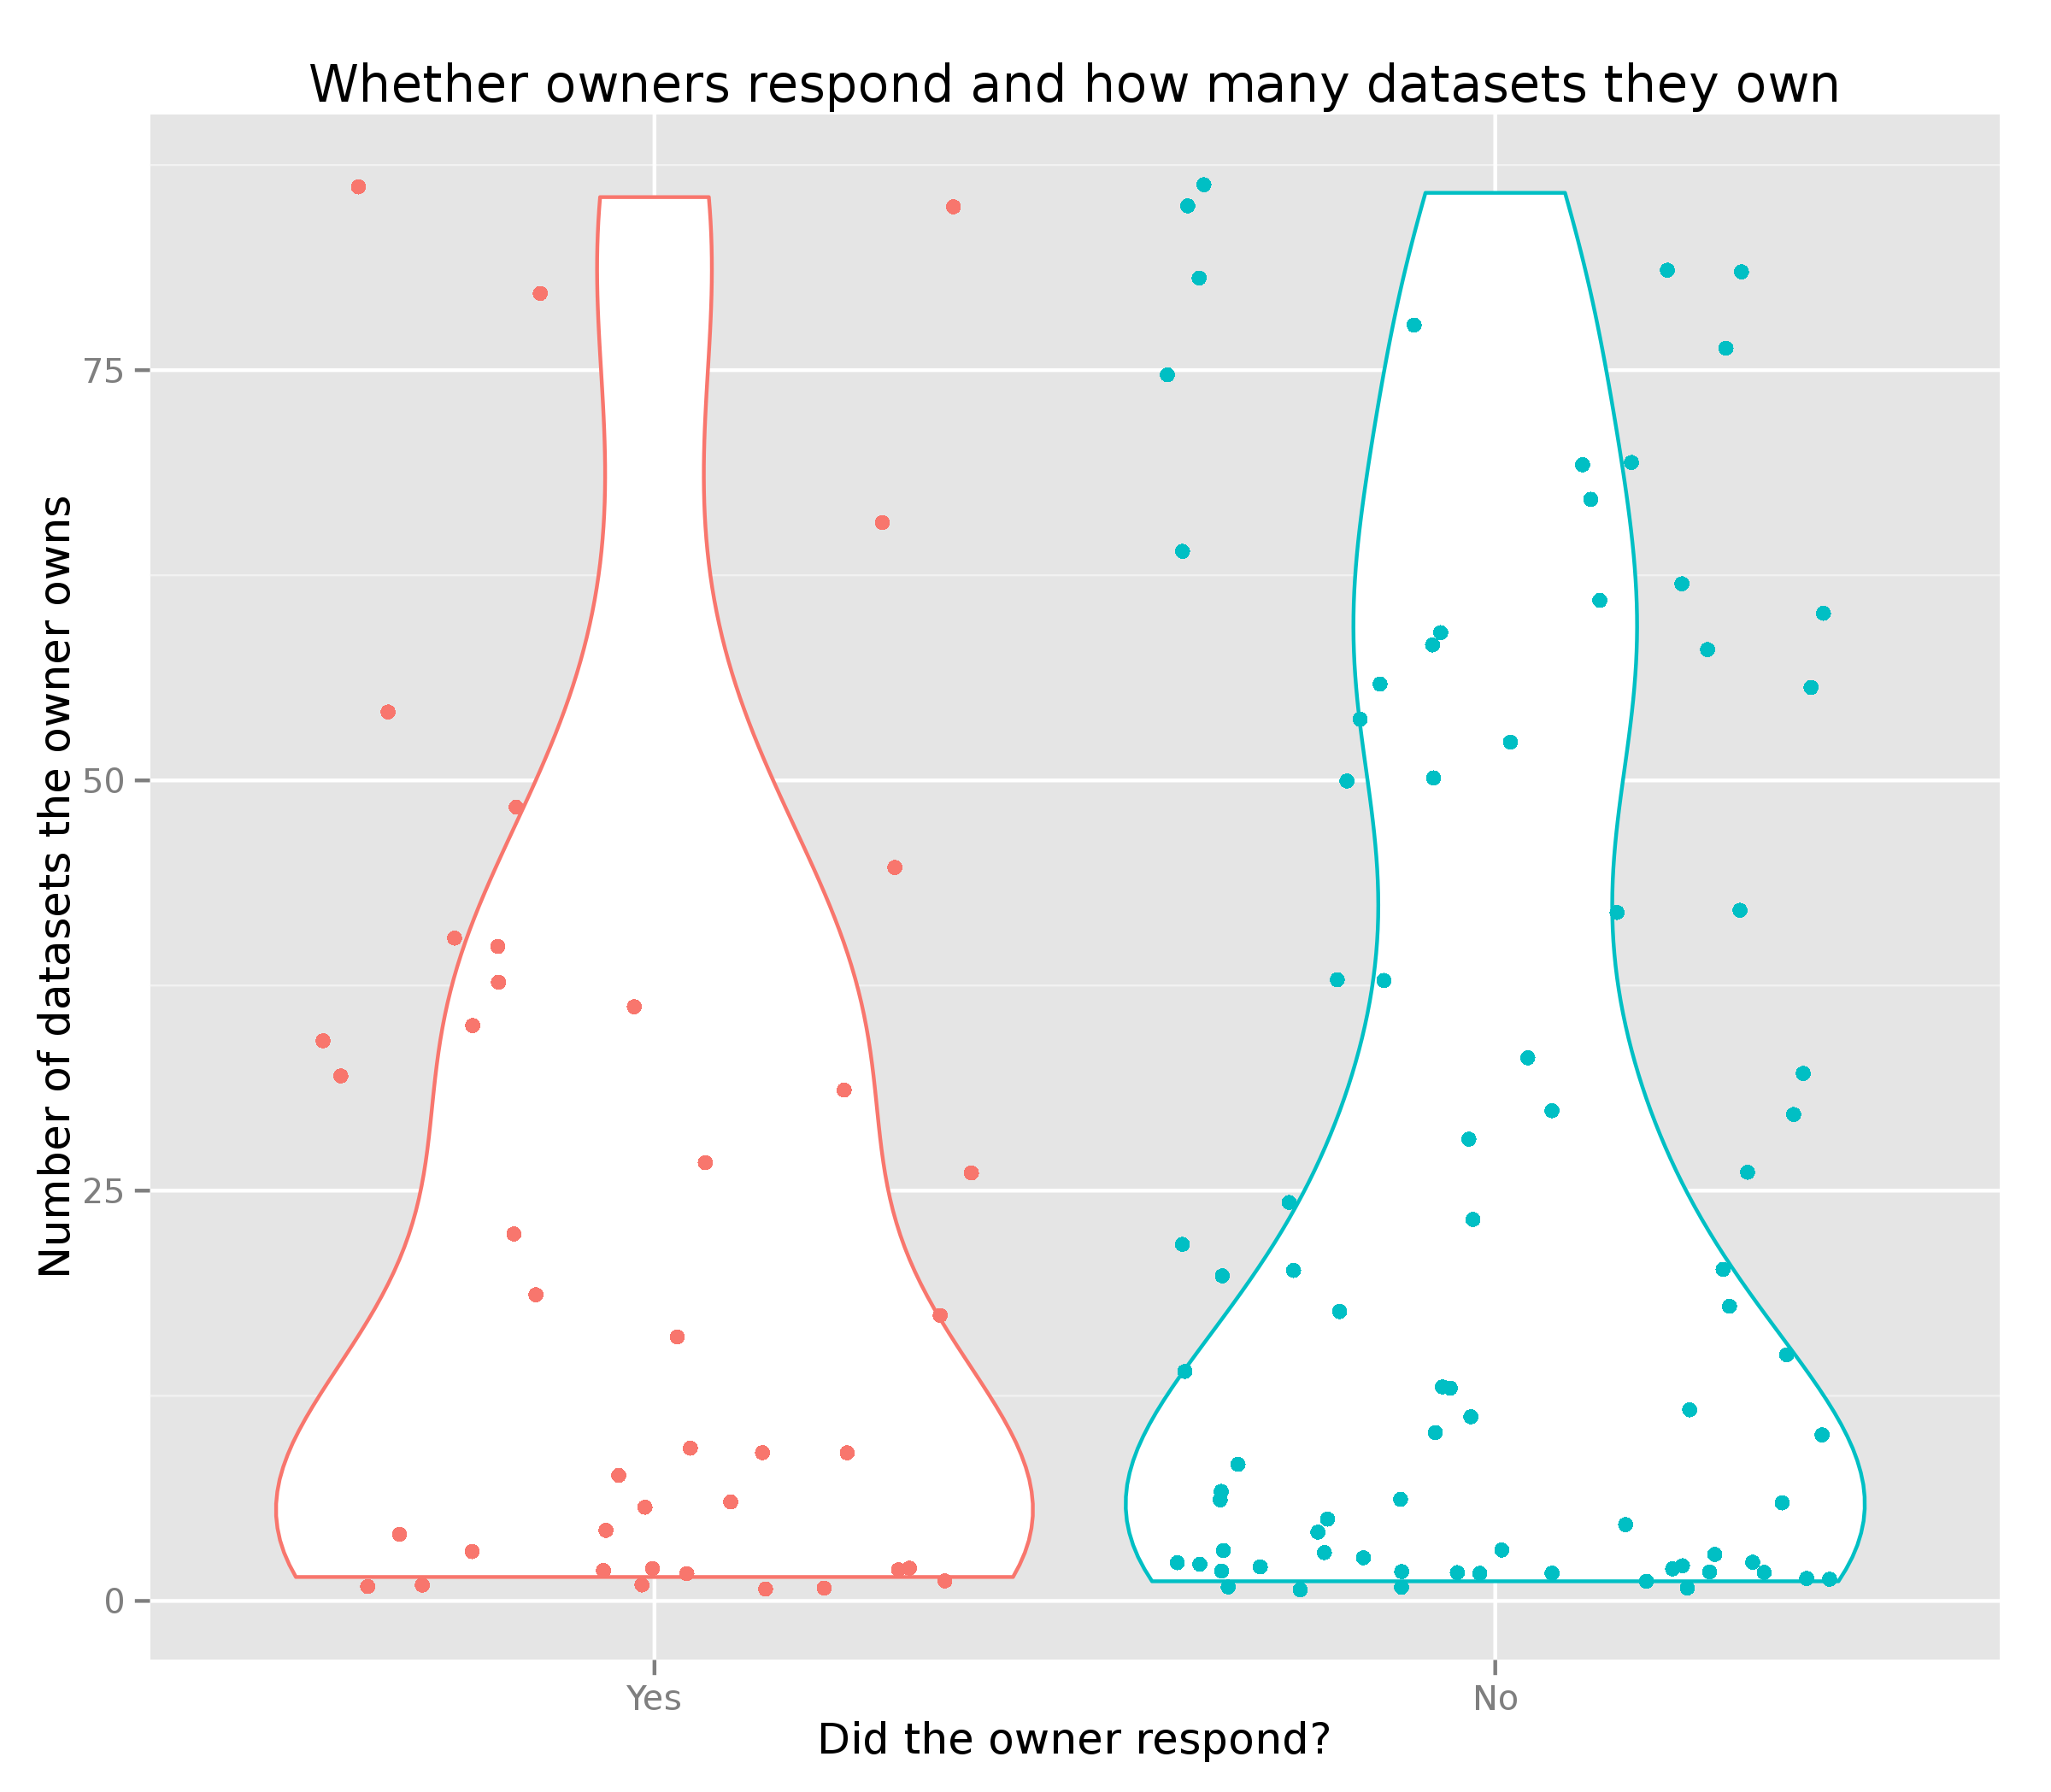 Whether owners respond and how many datasets they own
Number of datasets the owner owns
75
50
25
0
Yes
No
Did the owner respond?